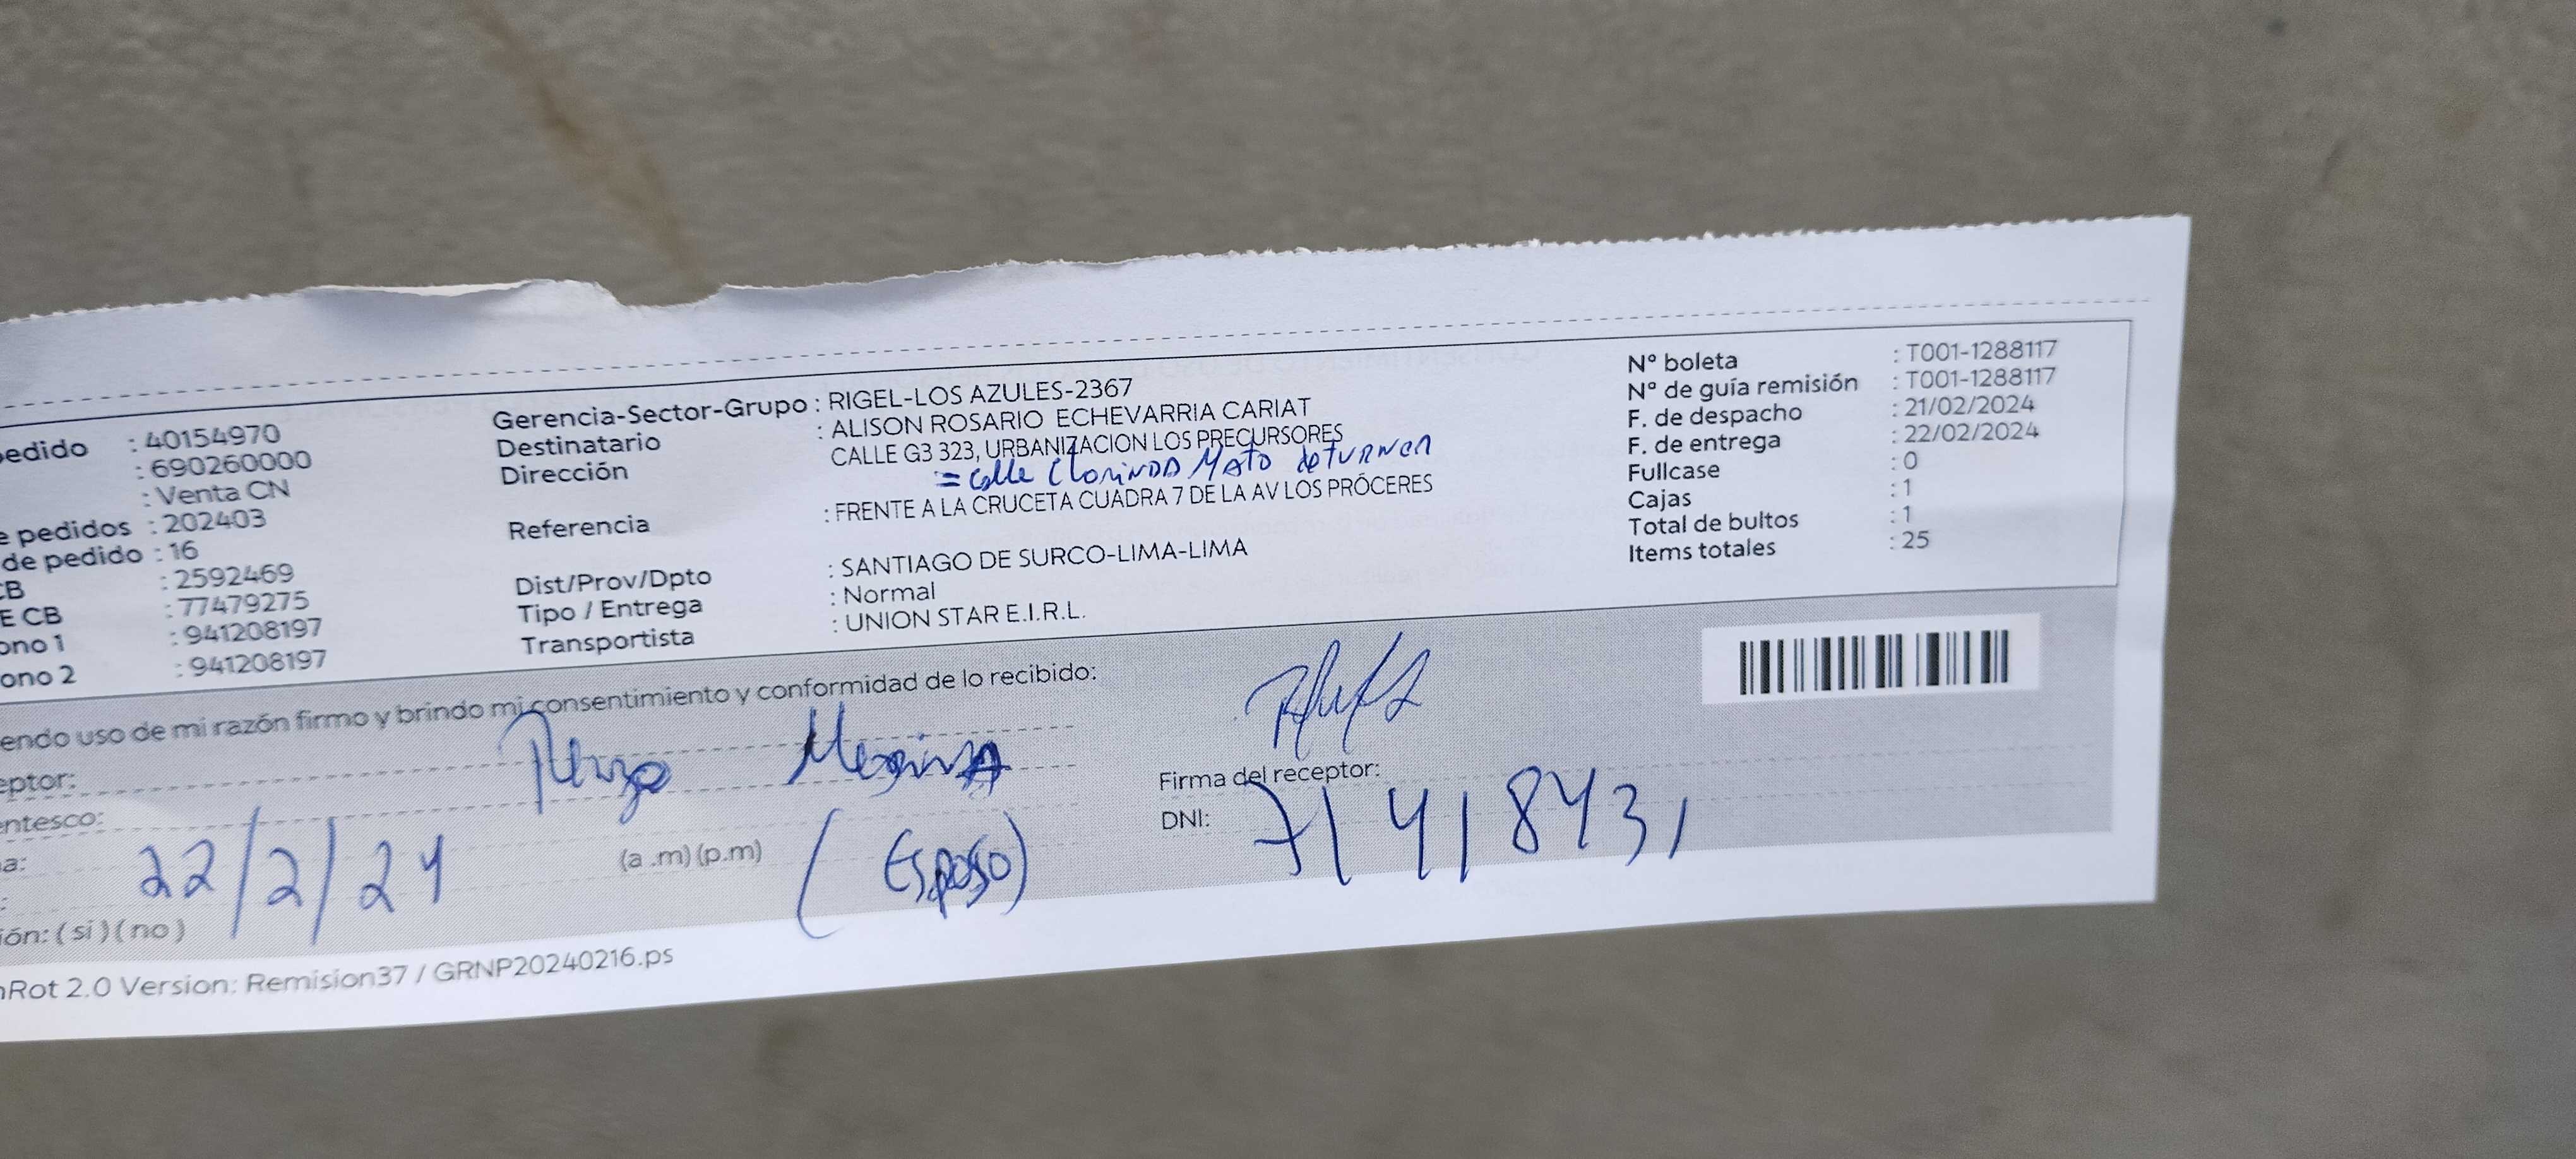 edido : 40154970
: 690260000
: Venta CN
e pedidos : 202403
de pedido : 16
CB : 2592469
E CB : 77479275
ono 1 : 941208197
ono 2 : 941208197
Gerencia-Sector-Grupo : RIGEL-LOS AZULES-2367
Destinatario : ALISON ROSARIO ECHEVARRIA CARIAT
Dirección CALLE G3 323, URBANIZACION LOS PRECURSORES
= Calle Clorinda Mato de Turner
Referencia : FRENTE A LA CRUCETA CUADRA 7 DE LA AV LOS PRÓCERES
Dist/Prov/Dpto : SANTIAGO DE SURCO-LIMA-LIMA
Tipo / Entrega : Normal
Transportista : UNION STAR E.I.R.L.
Nº boleta : T001-1288117
Nº de guía remisión : T001-1288117
F. de despacho : 21/02/2024
F. de entrega : 22/02/2024
Fullcase : 0
Cajas : 1
Total de bultos : 1
Items totales : 25
endo uso de mi razón firmo y brindo mi consentimiento y conformidad de lo recibido:
eptor: Renzo
entesco:
a: 22/2/24 (a .m) (p.m) (Esposo)
:
ión: ( si ) ( no )
Firma del receptor:
DNI: 71418431
nRot 2.0 Version: Remision37 / GRNP20240216.ps